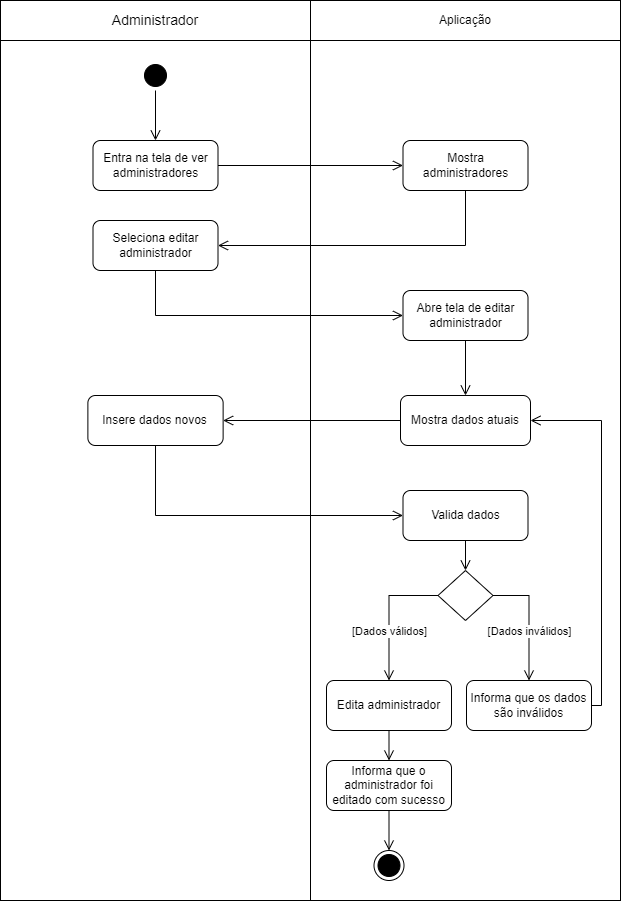 Administrador
Aplicação
Entra na tela de ver
administradores
Mostra
administradores
Seleciona editar
administrador
Abre tela de editar
administrador
Insere dados novos
Mostra dados atuais
Valida dados
[Dados válidos]
[Dados inválidos]
Edita administrador
Informa que os dados
são inválidos
Informa que o
administrador foi
editado com sucesso